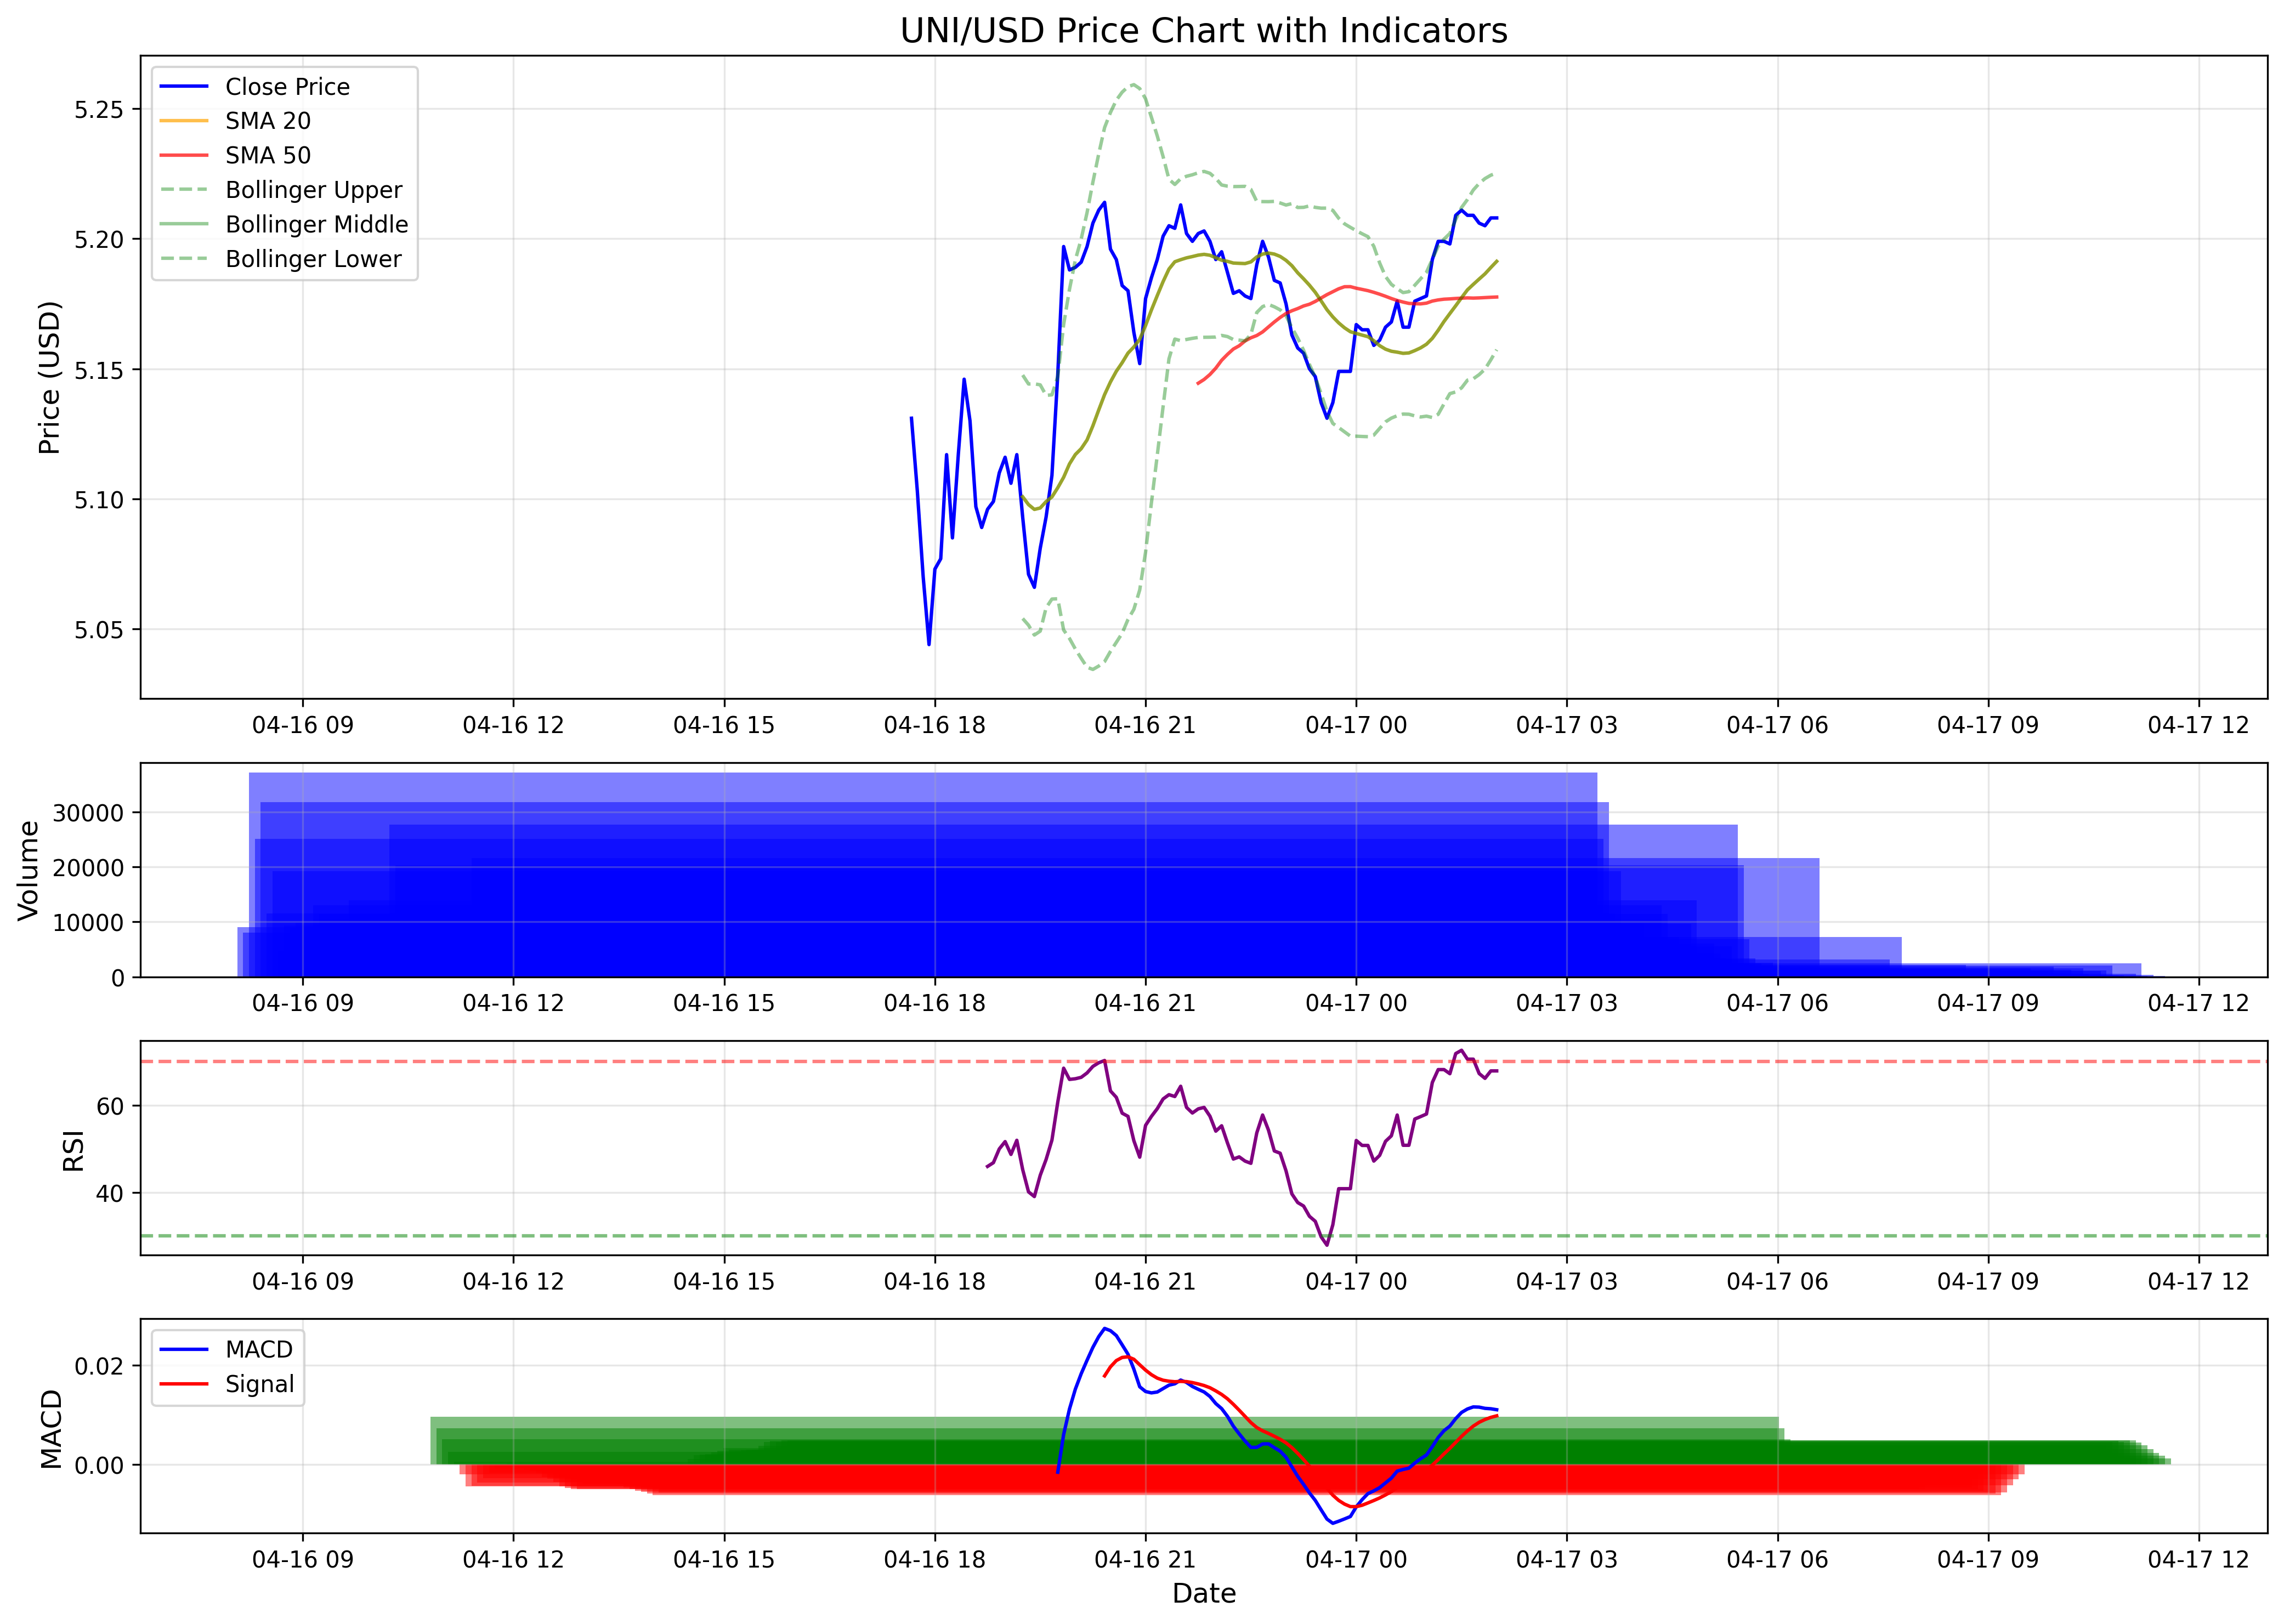 UNI/USD Price Chart with Indicators
Close Price
SMA 20
SMA 50
Bollinger Upper
Bollinger Middle
Bollinger Lower
Price (USD)
5.25
5.20
5.15
5.10
5.05
04-16 09 04-16 12 04-16 15 04-16 18 04-16 21 04-17 00 04-17 03 04-17 06 04-17 09 04-17 12
Volume
30000
20000
10000
0
04-16 09 04-16 12 04-16 15 04-16 18 04-16 21 04-17 00 04-17 03 04-17 06 04-17 09 04-17 12
RSI
60
40
04-16 09 04-16 12 04-16 15 04-16 18 04-16 21 04-17 00 04-17 03 04-17 06 04-17 09 04-17 12
MACD
Signal
MACD
0.02
0.00
04-16 09 04-16 12 04-16 15 04-16 18 04-16 21 04-17 00 04-17 03 04-17 06 04-17 09 04-17 12
Date